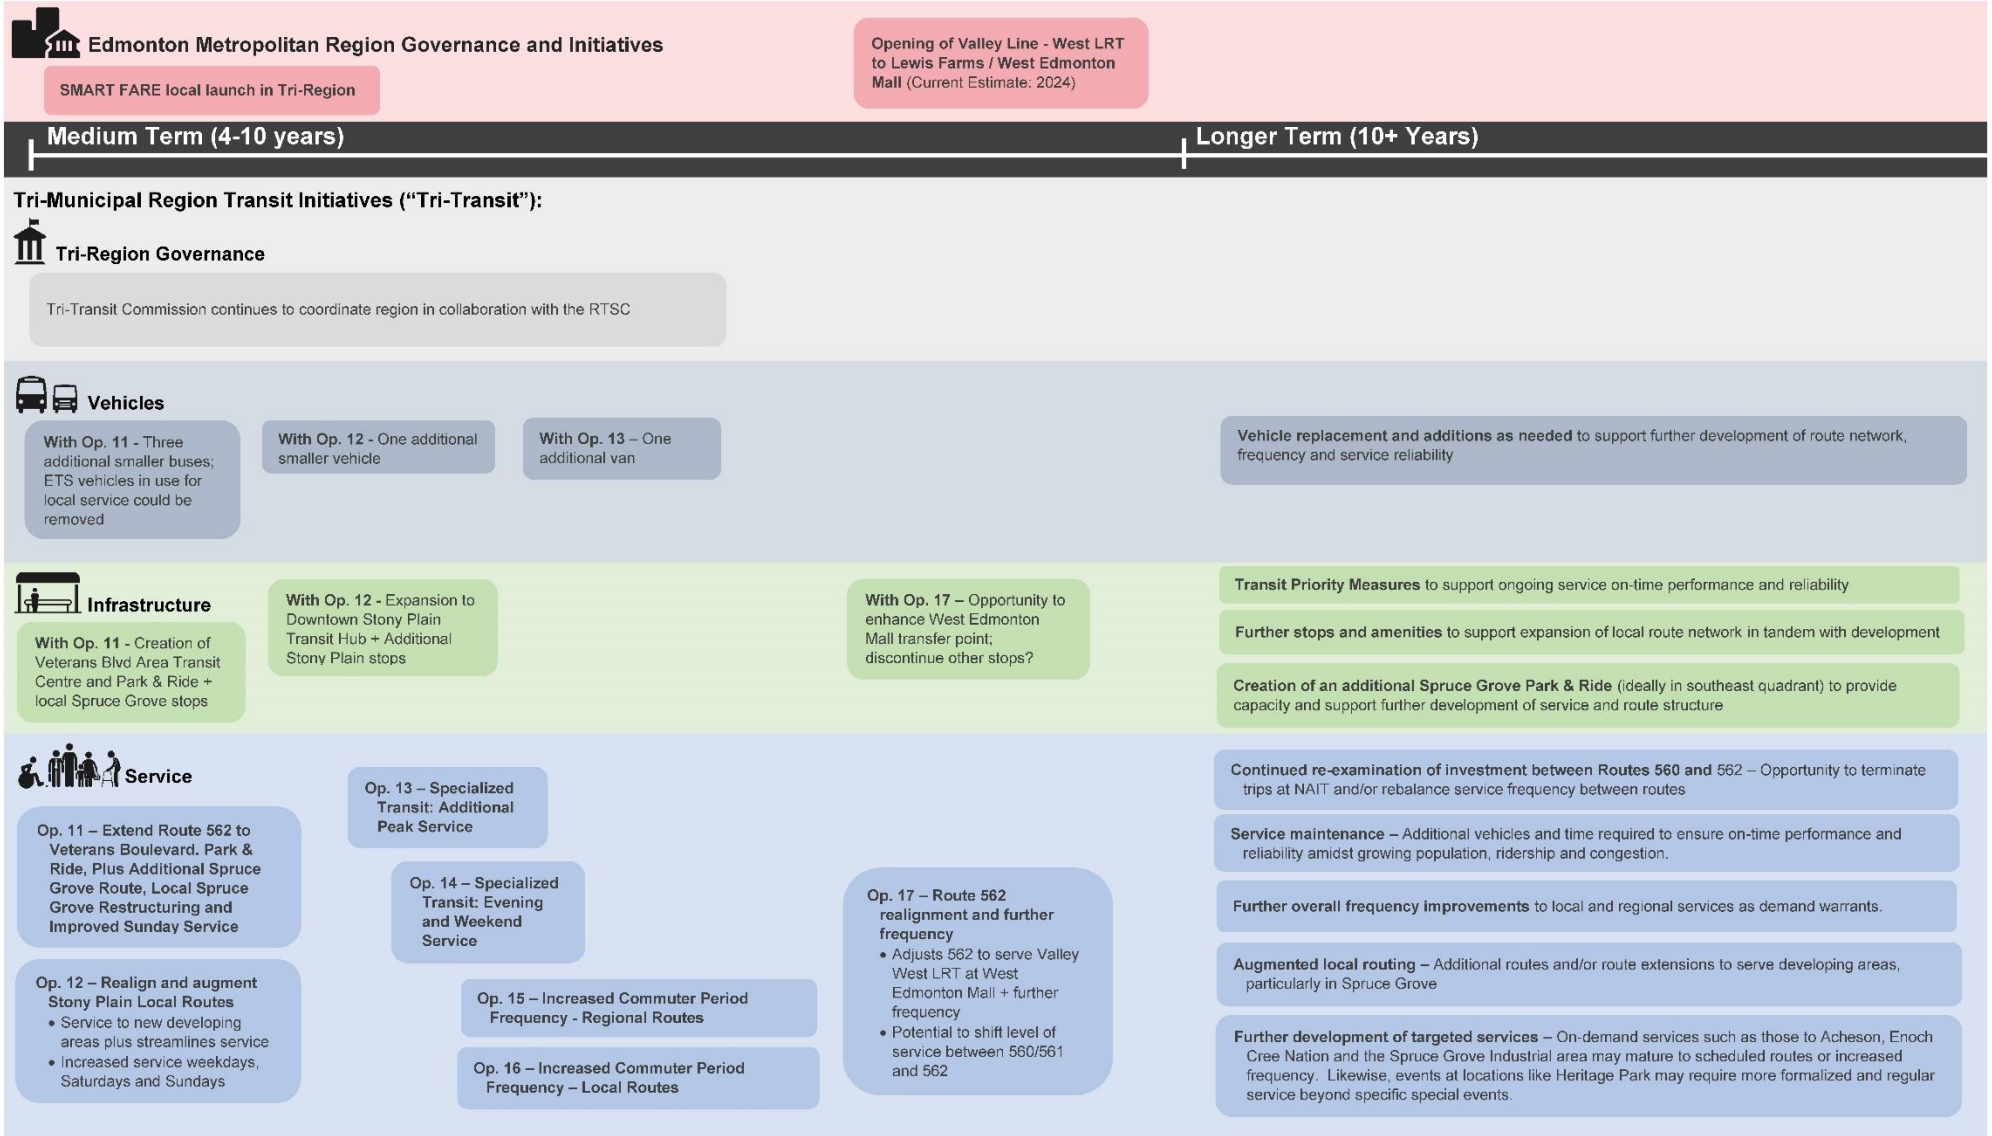 Edmonton Metropolitan Region Governance and Initiatives
SMART FARE local launch in Tri-Region
Opening of Valley Line - West LRT
to Lewis Farms / West Edmonton
Mall (Current Estimate: 2024)
Medium Term (4-10 years)
Longer Term (10+ Years)
Tri-Municipal Region Transit Initiatives (“Tri-Transit”):
Tri-Region Governance
Tri-Transit Commission continues to coordinate region in collaboration with the RTSC
Vehicles
With Op. 11 - Three
additional smaller buses;
ETS vehicles in use for
local service could be
removed
With Op. 12 - One additional
smaller vehicle
With Op. 13 – One
additional van
Vehicle replacement and additions as needed to support further development of route network,
frequency and service reliability
Infrastructure
With Op. 11 - Creation of
Veterans Blvd Area Transit
Centre and Park & Ride +
local Spruce Grove stops
With Op. 12 - Expansion to
Downtown Stony Plain
Transit Hub + Additional
Stony Plain stops
With Op. 17 – Opportunity to
enhance West Edmonton
Mall transfer point;
discontinue other stops?
Transit Priority Measures to support ongoing service on-time performance and reliability
Further stops and amenities to support expansion of local route network in tandem with development
Creation of an additional Spruce Grove Park & Ride (ideally in southeast quadrant) to provide
capacity and support further development of service and route structure
Service
Op. 11 – Extend Route 562 to
Veterans Boulevard. Park &
Ride, Plus Additional Spruce
Grove Route, Local Spruce
Grove Restructuring and
Improved Sunday Service
Op. 12 – Realign and augment
Stony Plain Local Routes
• Service to new developing
areas plus streamlines service
• Increased service weekdays,
Saturdays and Sundays
Op. 13 – Specialized
Transit: Additional
Peak Service
Op. 14 – Specialized
Transit: Evening
and Weekend
Service
Op. 15 – Increased Commuter Period
Frequency - Regional Routes
Op. 16 – Increased Commuter Period
Frequency – Local Routes
Op. 17 – Route 562
realignment and further
frequency
• Adjusts 562 to serve Valley
West LRT at West
Edmonton Mall + further
frequency
• Potential to shift level of
service between 560/561
and 562
Continued re-examination of investment between Routes 560 and 562 – Opportunity to terminate
trips at NAIT and/or rebalance service frequency between routes
Service maintenance – Additional vehicles and time required to ensure on-time performance and
reliability amidst growing population, ridership and congestion.
Further overall frequency improvements to local and regional services as demand warrants.
Augmented local routing – Additional routes and/or route extensions to serve developing areas,
particularly in Spruce Grove
Further development of targeted services – On-demand services such as those to Acheson, Enoch
Cree Nation and the Spruce Grove Industrial area may mature to scheduled routes or increased
frequency. Likewise, events at locations like Heritage Park may require more formalized and regular
service beyond specific special events.